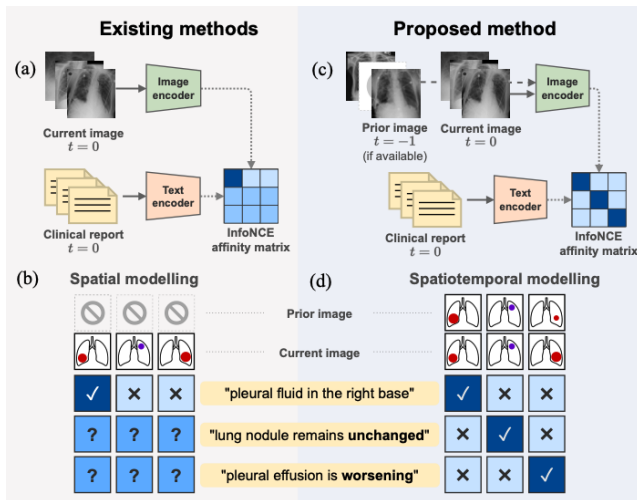 Existing methods
Proposed method
(a)
Image
encoder
Current image
t = 0
Text
encoder
Clinical report
t = 0
InfoNCE
affinity matrix
(c)
Image
encoder
Prior image
t = −1
(if available)
Current image
t = 0
Text
encoder
Clinical report
t = 0
InfoNCE
affinity matrix
(b)
Spatial modelling
(d)
Spatiotemporal modelling
Prior image
Current image
✓ × × "pleural fluid in the right base" ✓ × ×
? ? ? "lung nodule remains unchanged" × ✓ ×
? ? ? "pleural effusion is worsening" × × ✓